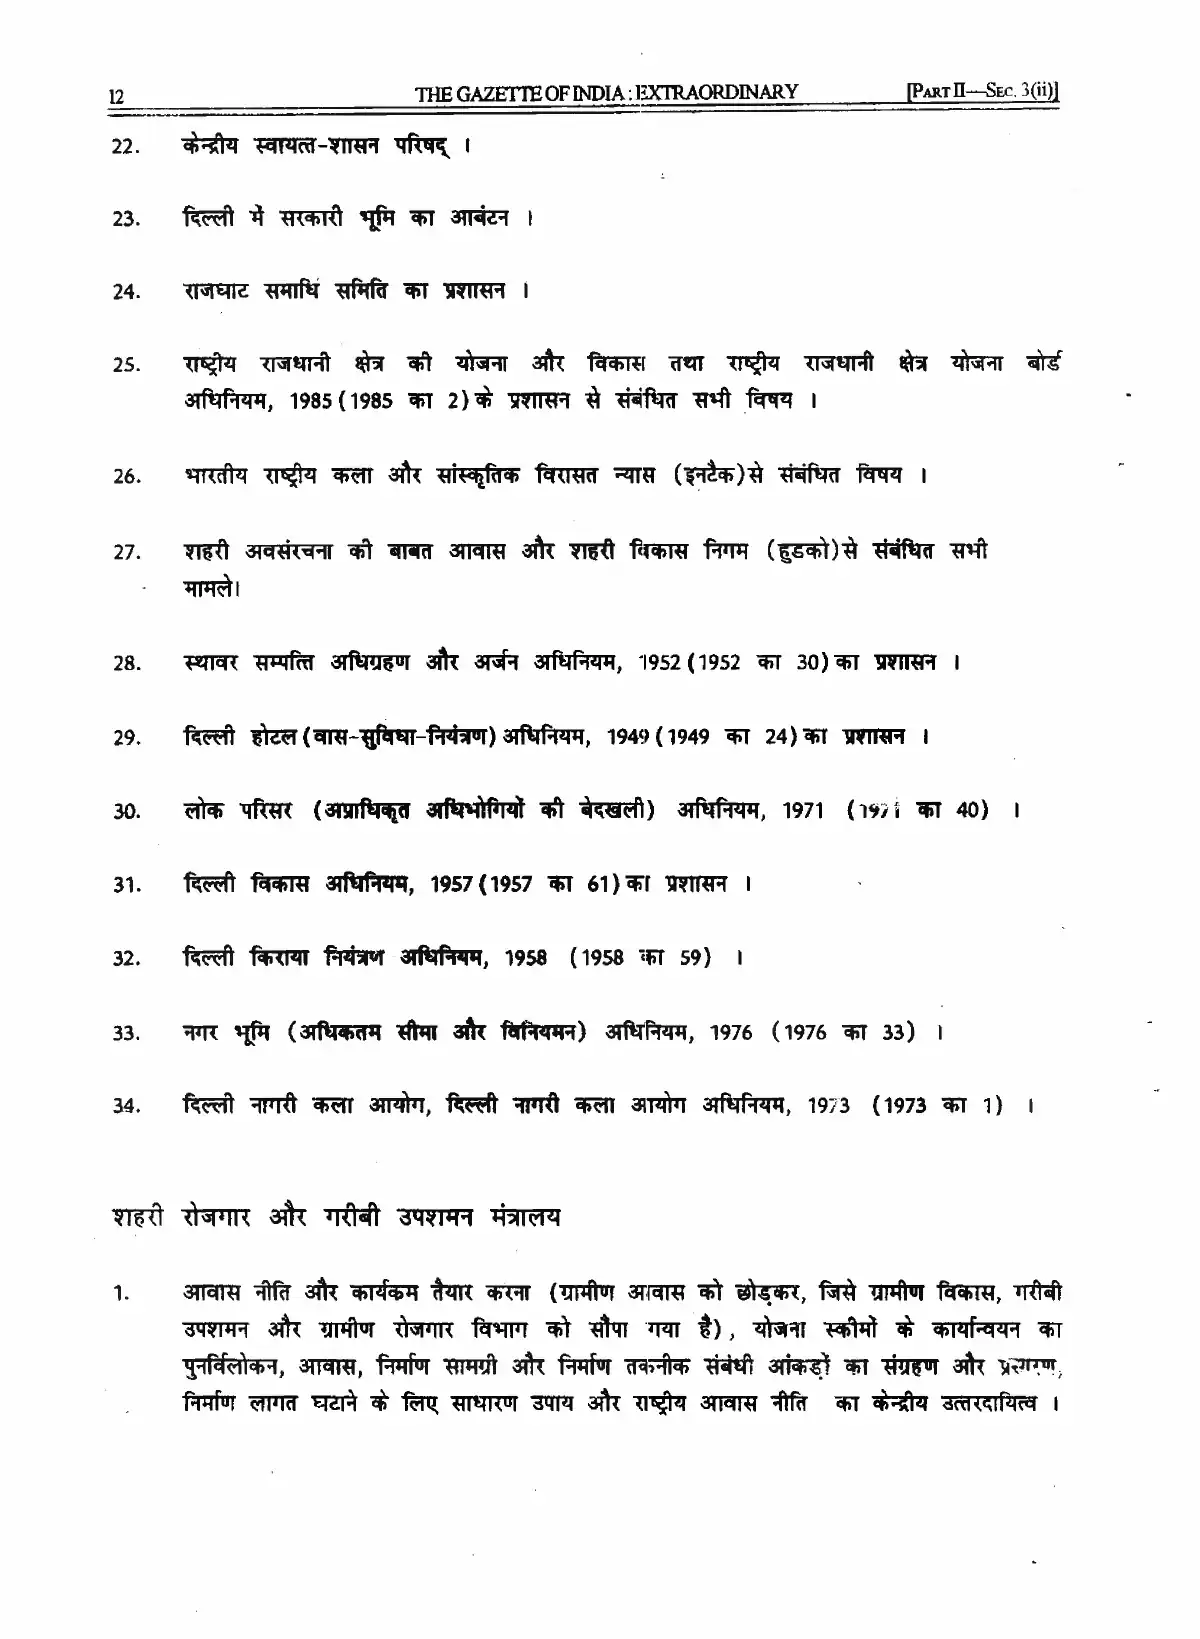 12 THE GAZETTE OF INDIA : EXTRAORDINARY [PART II—SEC. 3(ii)]
22. केन्द्रीय स्वायत्त-शासन परिषद् ।
23. दिल्ली में सरकारी भूमि का आबंटन ।
24. राजघाट समाधि समिति का प्रशासन ।
25. राष्ट्रीय राजधानी क्षेत्र की योजना और विकास तथा राष्ट्रीय राजधानी क्षेत्र योजना बोर्ड
अधिनियम, 1985 (1985 का 2) के प्रशासन से संबंधित सभी विषय ।
26. भारतीय राष्ट्रीय कला और सांस्कृतिक विरासत न्यास (इनटैक) से संबंधित विषय ।
27. शहरी अवसंरचना की बाबत आवास और शहरी विकास निगम (हुडको) से संबंधित सभी
मामले।
28. स्थावर सम्पत्ति अधिग्रहण और अर्जन अधिनियम, 1952 (1952 का 30) का प्रशासन ।
29. दिल्ली होटल (वास-सुविधा-नियंत्रण) अधिनियम, 1949 (1949 का 24) का प्रशासन ।
30. लोक परिसर (अप्राधिकृत अधिभोगियों की बेदखली) अधिनियम, 1971 (1971 का 40) ।
31. दिल्ली विकास अधिनियम, 1957 (1957 का 61) का प्रशासन ।
32. दिल्ली किराया नियंत्रण अधिनियम, 1958 (1958 का 59) ।
33. नगर भूमि (अधिकतम सीमा और विनियमन) अधिनियम, 1976 (1976 का 33) ।
34. दिल्ली नागरी कला आयोग, दिल्ली नागरी कला आयोग अधिनियम, 1973 (1973 का 1) ।
शहरी रोजगार और गरीबी उपशमन मंत्रालय
1. आवास नीति और कार्यकम तैयार करना (ग्रामीण आवास को छोड़कर, जिसे ग्रामीण विकास, गरीबी
उपशमन और ग्रामीण रोजगार विभाग को सौंपा गया है), योजना स्कीमों के कार्यान्वयन का
पुनर्विलोकन, आवास, निर्माण सामग्री और निर्माण तकनीक संबंधी आंकड़ों का संग्रहण और प्रसारण,
निर्माण लागत घटाने के लिए साधारण उपाय और राष्ट्रीय आवास नीति का केन्द्रीय उत्तरदायित्व ।